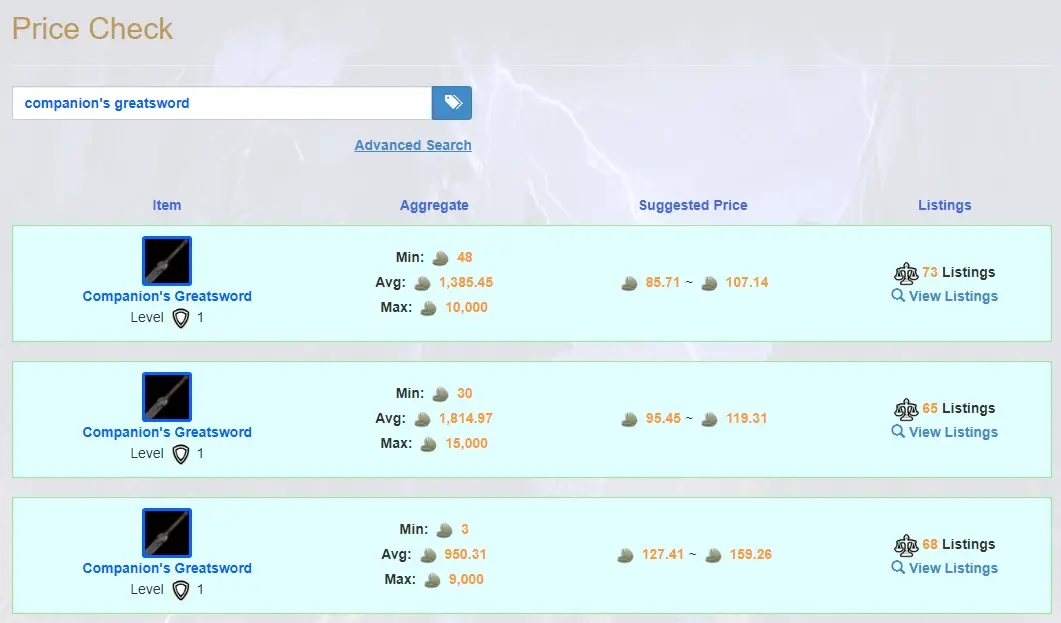 Price Check
companion's greatsword
Advanced Search
Item Aggregate Suggested Price Listings
Min: 48
Avg: 1,385.45
Max: 10,000
Companion's Greatsword
Level 1
85.71 ~ 107.14
73 Listings
View Listings
Min: 30
Avg: 1,814.97
Max: 15,000
Companion's Greatsword
Level 1
95.45 ~ 119.31
65 Listings
View Listings
Min: 3
Avg: 950.31
Max: 9,000
Companion's Greatsword
Level 1
127.41 ~ 159.26
68 Listings
View Listings